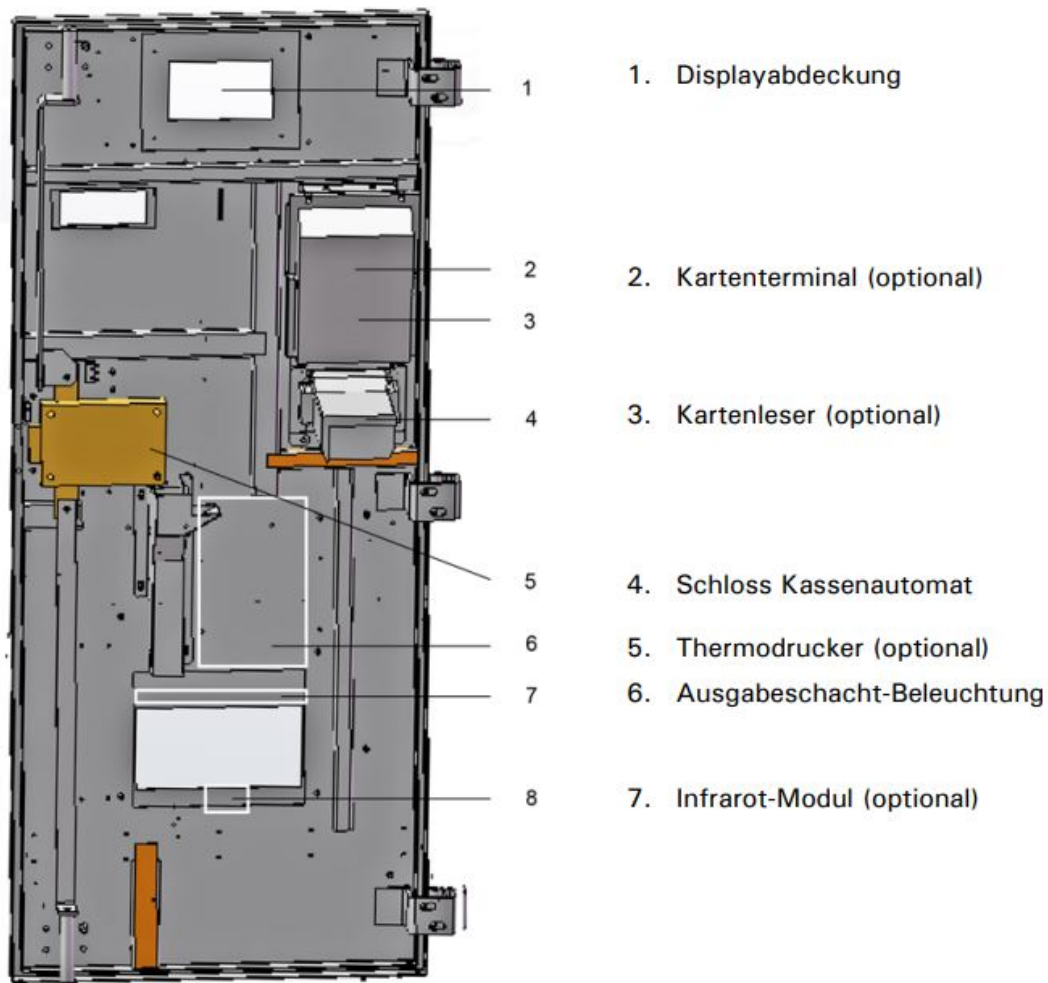 1
1. Displayabdeckung
2
2. Kartenterminal (optional)
3
3. Kartenleser (optional)
4
4. Schloss Kassenautomat
5
5. Thermodrucker (optional)
6
6. Ausgabeschacht-Beleuchtung
7
7. Infrarot-Modul (optional)
8